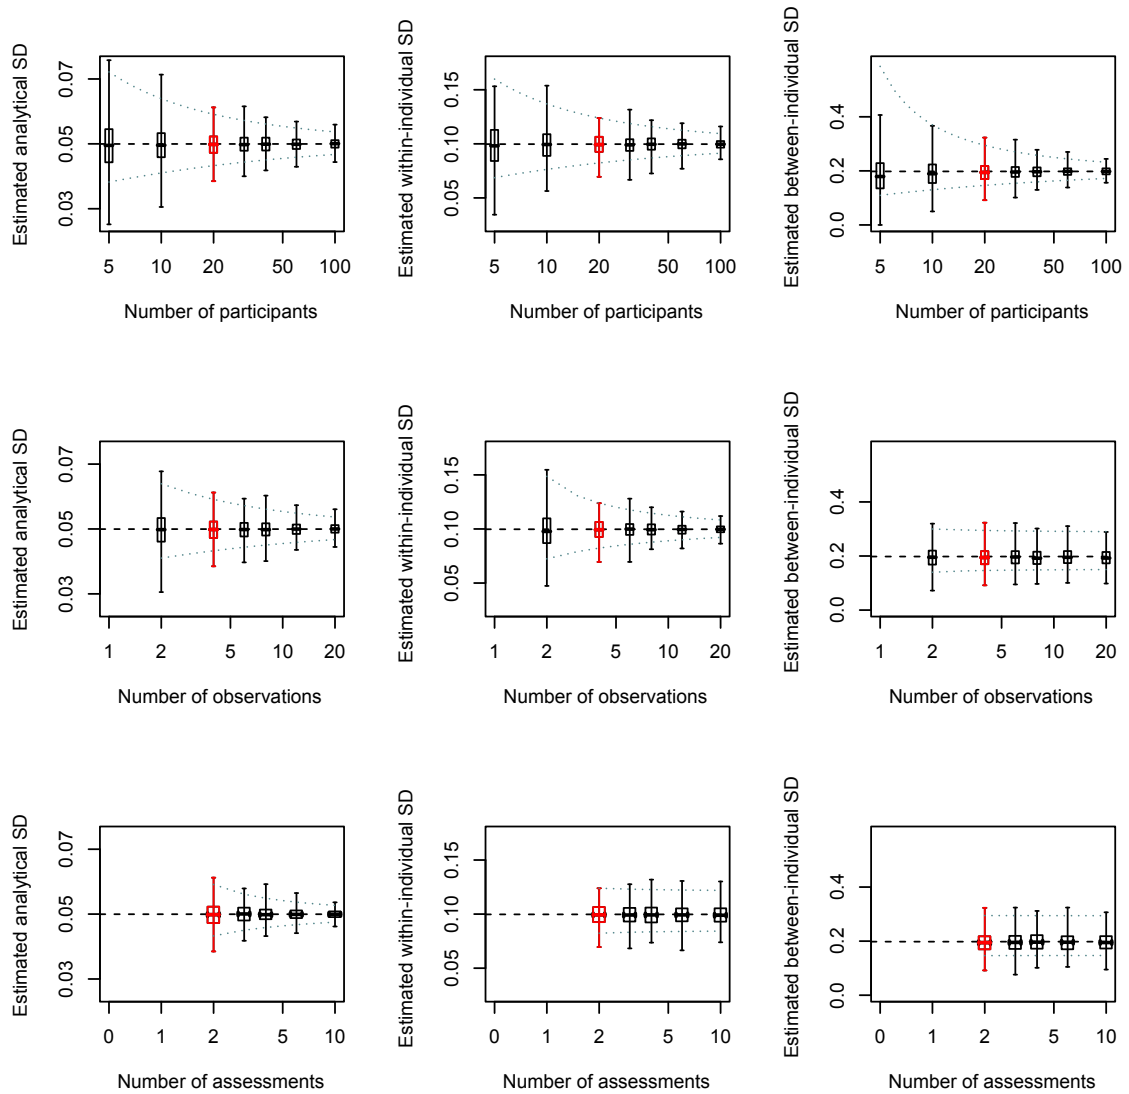 Estimated analytical SD
0.03 0.05 0.07
5 10 20 50 100
Number of participants
Estimated within-individual SD
0.05 0.10 0.15
5 10 20 50 100
Number of participants
Estimated between-individual SD
0.0 0.2 0.4
5 10 20 50 100
Number of participants
Estimated analytical SD
0.03 0.05 0.07
1 2 5 10 20
Number of observations
Estimated within-individual SD
0.05 0.10 0.15
1 2 5 10 20
Number of observations
Estimated between-individual SD
0.0 0.2 0.4
1 2 5 10 20
Number of observations
Estimated analytical SD
0.03 0.05 0.07
0 1 2 5 10
Number of assessments
Estimated within-individual SD
0.05 0.10 0.15
0 1 2 5 10
Number of assessments
Estimated between-individual SD
0.0 0.2 0.4
0 1 2 5 10
Number of assessments